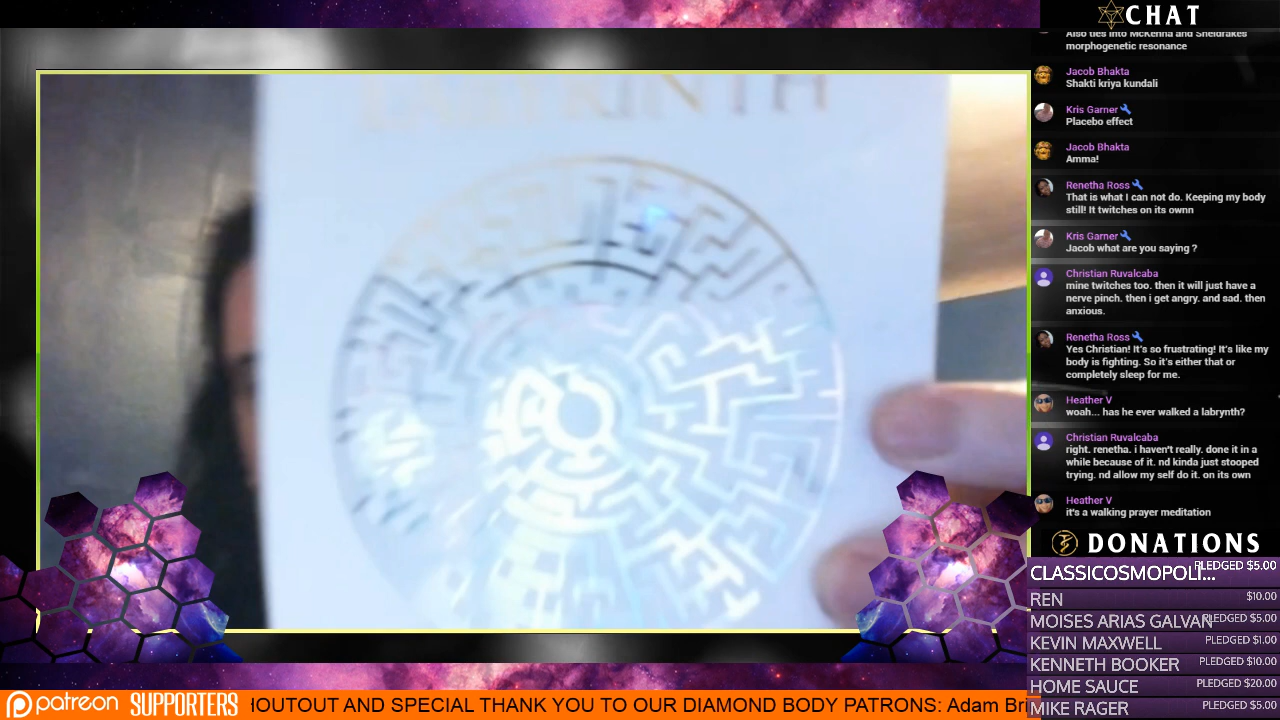 CHAT
Also ties into McKenna and Sheldrakes
morphogenetic resonance
Jacob Bhakta
Shakti kriya kundali
Kris Garner
Placebo effect
Jacob Bhakta
Amma!
Renetha Ross
That is what I can not do. Keeping my body
still! It twitches on its ownn
Kris Garner
Jacob what are you saying ?
Christian Ruvalcaba
mine twitches too. then it will just have a
nerve pinch. then i get angry. and sad. then
anxious.
Renetha Ross
Yes Christian! It's so frustrating! It's like my
body is fighting. So it's either that or
completely sleep for me.
Heather V
woah... has he ever walked a labrynth?
Christian Ruvalcaba
right. renetha. i haven't really. done it in a
while because of it. nd kinda just stooped
trying. nd allow my self do it. on its own
Heather V
it's a walking prayer meditation
DONATIONS
CLASSICOSMOPOLI... PLEDGED $5.00
REN $10.00
MOISES ARIAS GALVAN PLEDGED $5.00
KEVIN MAXWELL PLEDGED $1.00
KENNETH BOOKER PLEDGED $10.00
HOME SAUCE PLEDGED $20.00
MIKE RAGER PLEDGED $5.00
patreon SUPPORTERS HOUTOUT AND SPECIAL THANK YOU TO OUR DIAMOND BODY PATRONS: Adam Bri